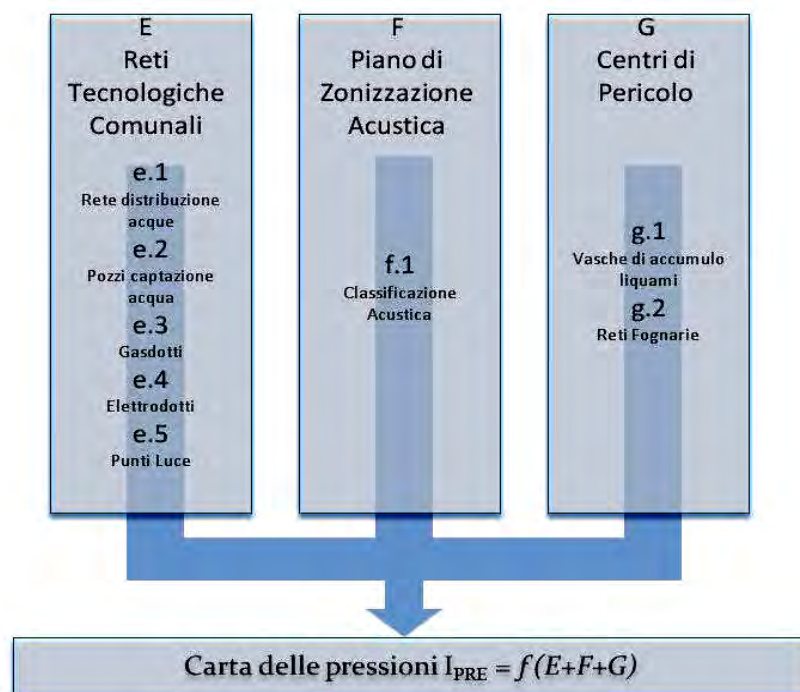 E
Reti
Tecnologiche
Comunali
e.1
Rete distribuzione
acque
e.2
Pozzi captazione
acqua
e.3
Gasdotti
e.4
Elettrodotti
e.5
Punti Luce
F
Piano di
Zonizzazione
Acustica
f.1
Classificazione
Acustica
G
Centri di
Pericolo
g.1
Vasche di accumulo
liquami
g.2
Reti Fognarie
Carta delle pressioni I_PRE = f(E+F+G)